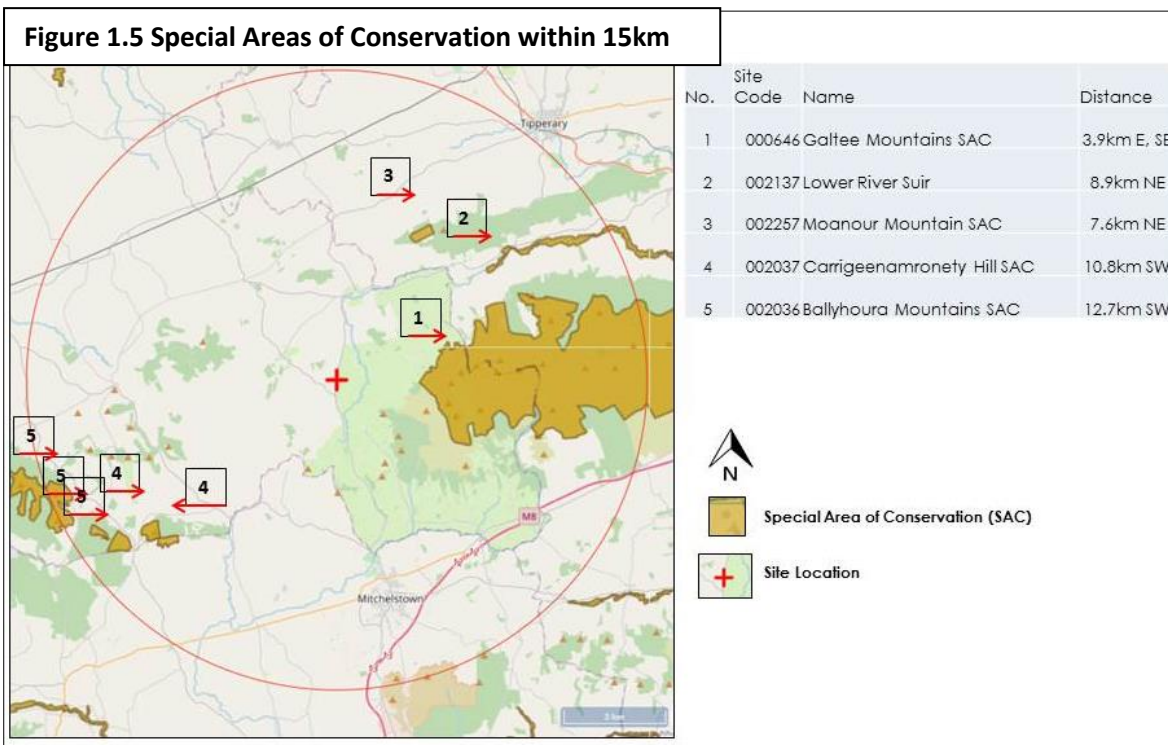 Figure 1.5 Special Areas of Conservation within 15km
No. Site Code Name Distance
1 000646 Galtee Mountains SAC 3.9km E, SE
2 002137 Lower River Suir 8.9km NE
3 002257 Moanour Mountain SAC 7.6km NE
4 002037 Carrigeenamronety Hill SAC 10.8km SW
5 002036 Ballyhoura Mountains SAC 12.7km SW
Tipperary
3
2
1
5
5
4
5
4
M8
Mitchelstown
N
Special Area of Conservation (SAC)
Site Location